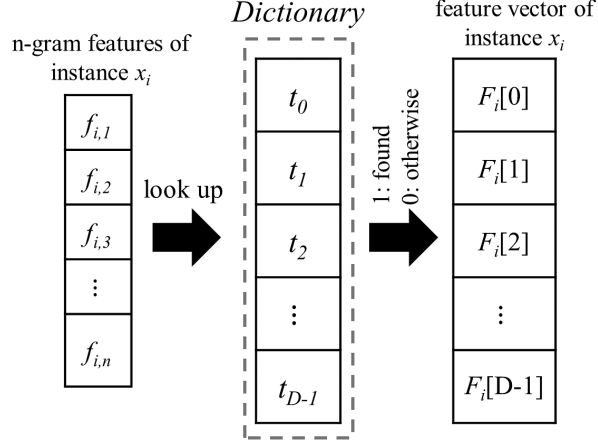 n-gram features of
instance x_i
f_{i,1}
f_{i,2}
f_{i,3}
⋮
f_{i,n}
look up
Dictionary
t_0
t_1
t_2
⋮
t_{D-1}
1: found
0: otherwise
feature vector of
instance x_i
F_i[0]
F_i[1]
F_i[2]
⋮
F_i[D-1]